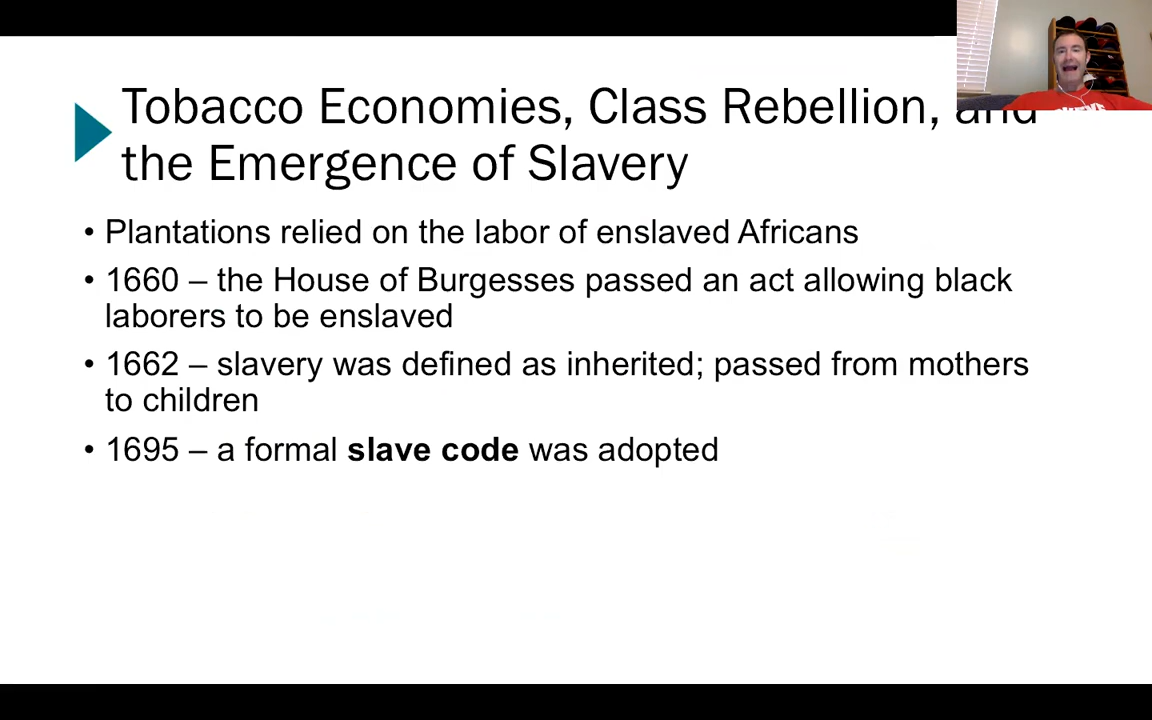 Tobacco Economies, Class Rebellion, and
the Emergence of Slavery
• Plantations relied on the labor of enslaved Africans
• 1660 – the House of Burgesses passed an act allowing black
laborers to be enslaved
• 1662 – slavery was defined as inherited; passed from mothers
to children
• 1695 – a formal slave code was adopted